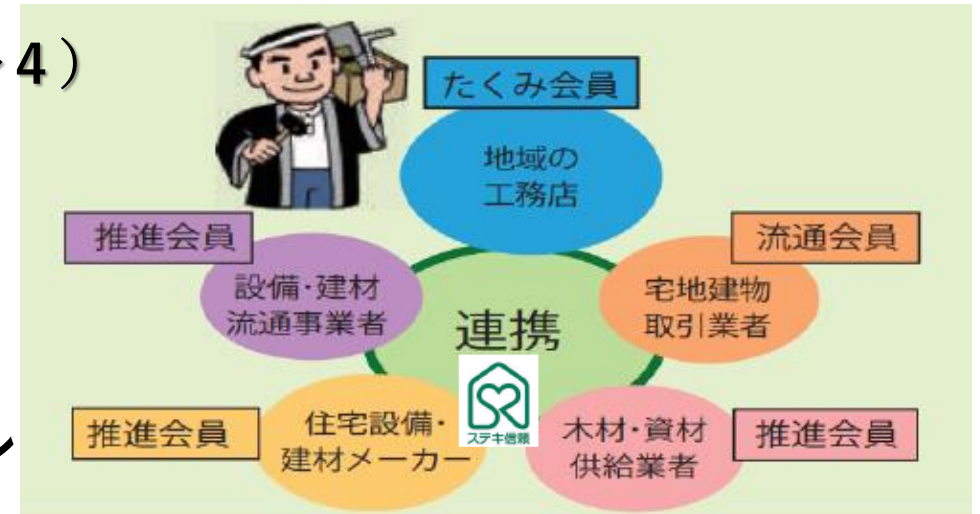 4）
たくみ会員
地域の
工務店
推進会員
設備･建材
流通事業者
流通会員
宅地建物
取引業者
連携
ステキ信頼
推進会員
住宅設備･
建材メーカー
木材･資材
供給業者
推進会員